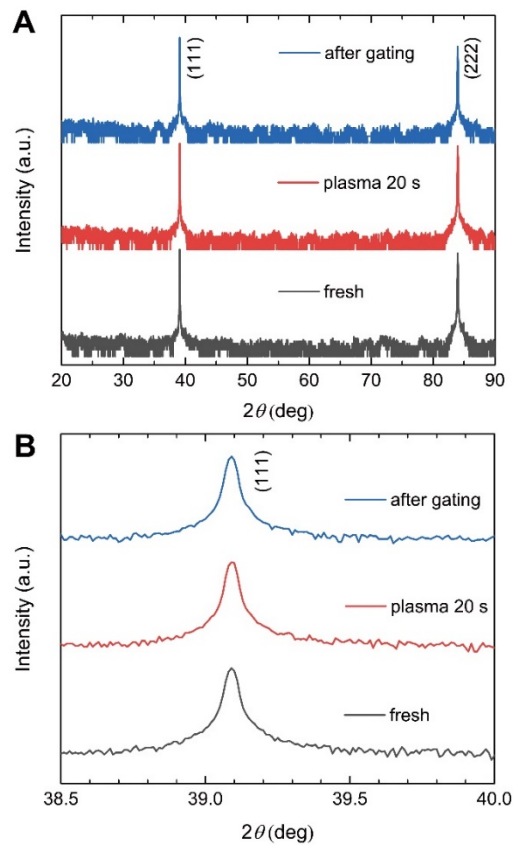 A
after gating
(111)
(222)
plasma 20 s
fresh
Intensity (a.u.)
20 30 40 50 60 70 80 90
2θ (deg)
B
(111)
after gating
plasma 20 s
fresh
Intensity (a.u.)
38.5 39.0 39.5 40.0
2θ (deg)